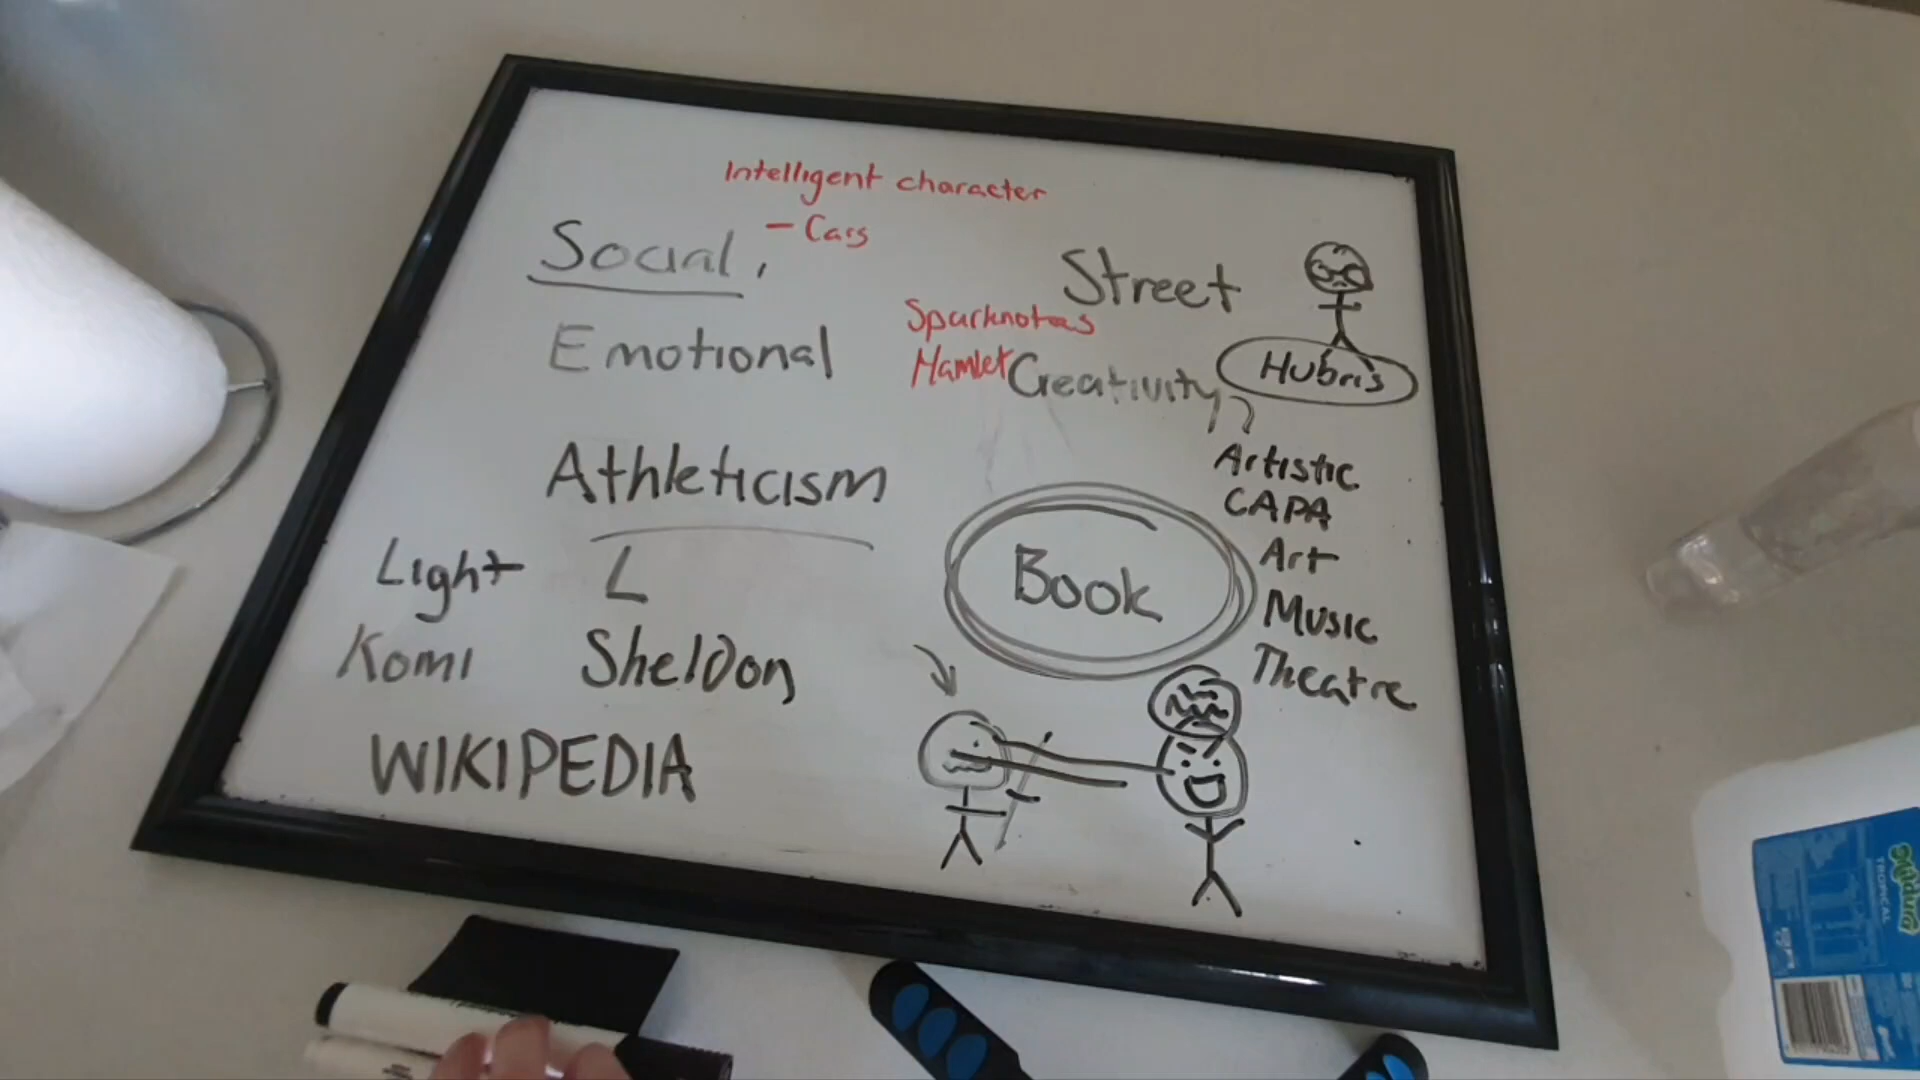 Intelligent character
- Cars
Social,
Street
Emotional
Sparknotes
Hamlet
Creativity
Hubris
Athleticism
Artistic
CAPA
Art
Music
Theatre
Book
Light
L
Komi
Sheldon,
WIKIPEDIA
TROPICAL